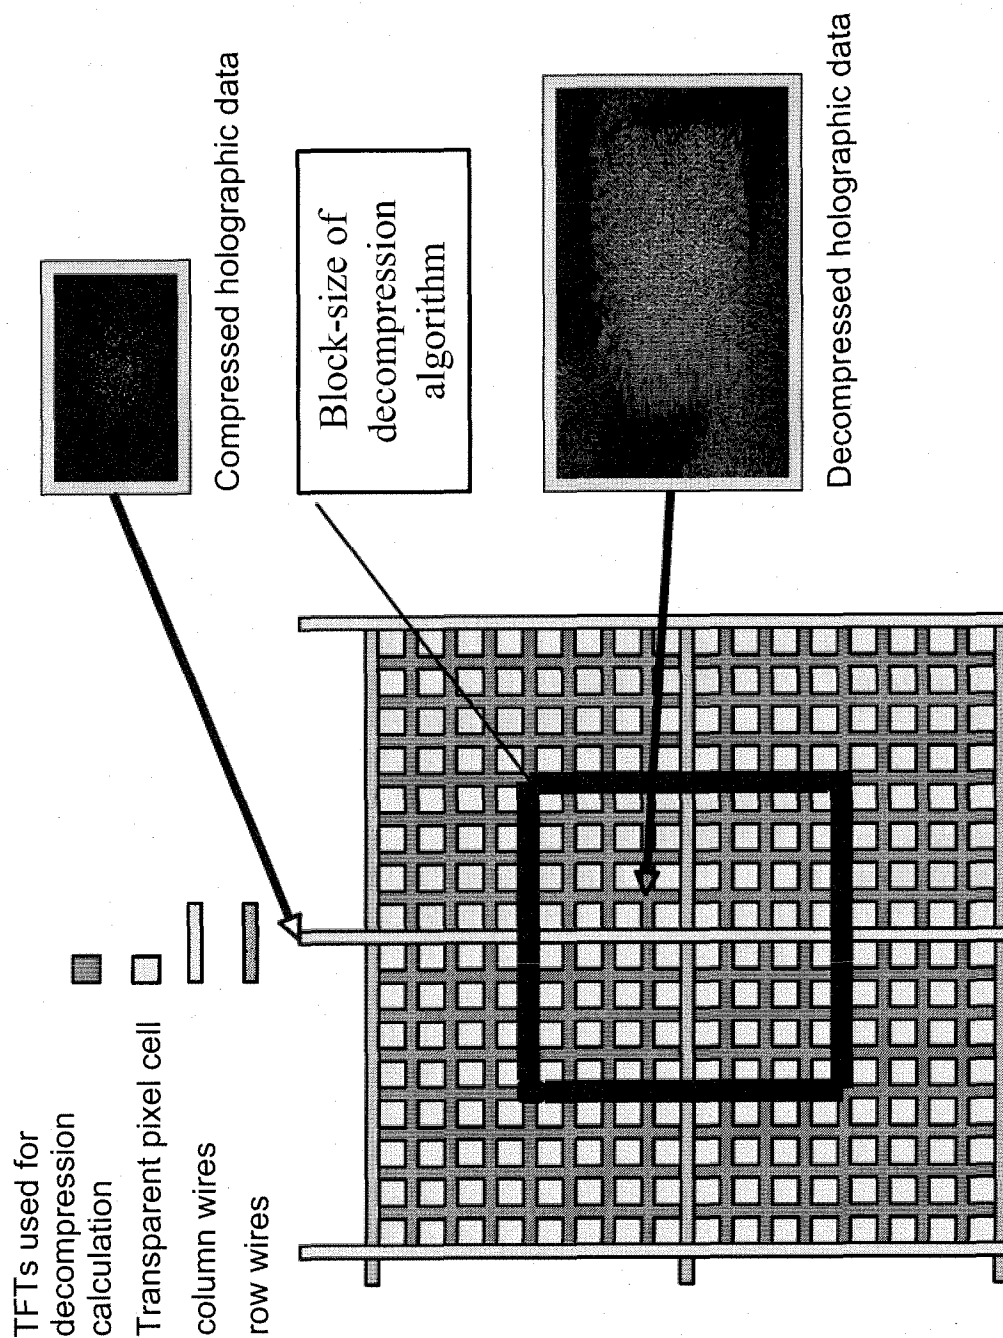 TFTs used for
decompression
calculation
Transparent pixel cell
column wires
row wires
Compressed holographic data
Block-size of
decompression
algorithm
Decompressed holographic data